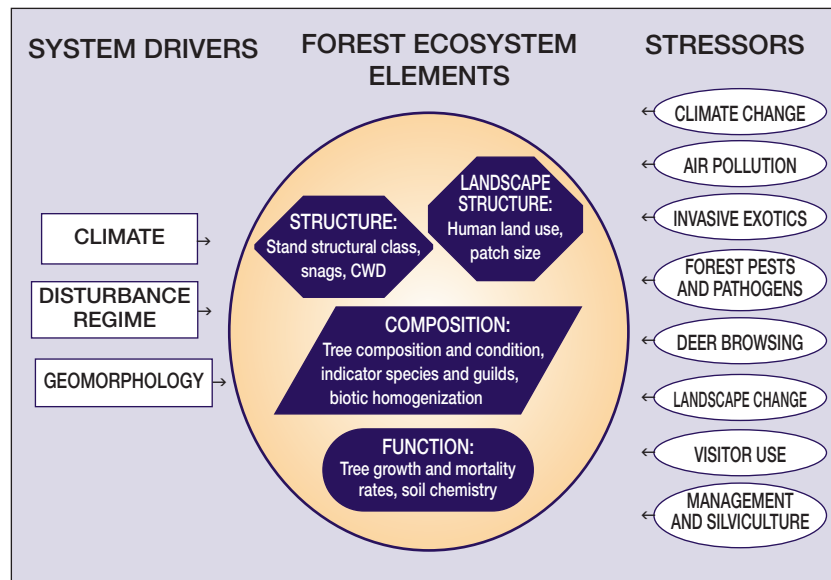 SYSTEM DRIVERS
FOREST ECOSYSTEM
ELEMENTS
STRESSORS
CLIMATE
DISTURBANCE
REGIME
GEOMORPHOLOGY
STRUCTURE:
Stand structural class,
snags, CWD
LANDSCAPE
STRUCTURE:
Human land use,
patch size
COMPOSITION:
Tree composition and condition,
indicator species and guilds,
biotic homogenization
FUNCTION:
Tree growth and mortality
rates, soil chemistry
CLIMATE CHANGE
AIR POLLUTION
INVASIVE EXOTICS
FOREST PESTS
AND PATHOGENS
DEER BROWSING
LANDSCAPE CHANGE
VISITOR USE
MANAGEMENT
AND SILVICULTURE